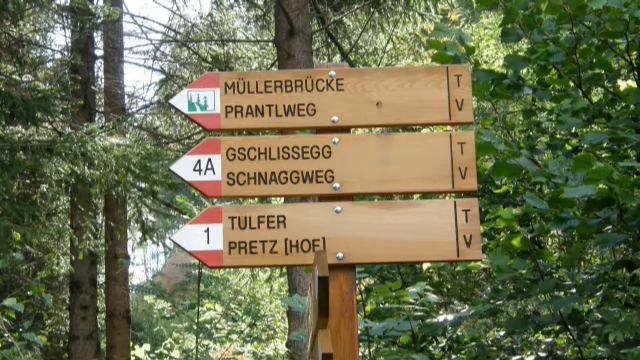 MÜLLERBRÜCKE T
PRANTLWEG V
4A GSCHLISSEGG T
SCHNAGGWEG V
1 TULFER T
PRETZ [HOF] V